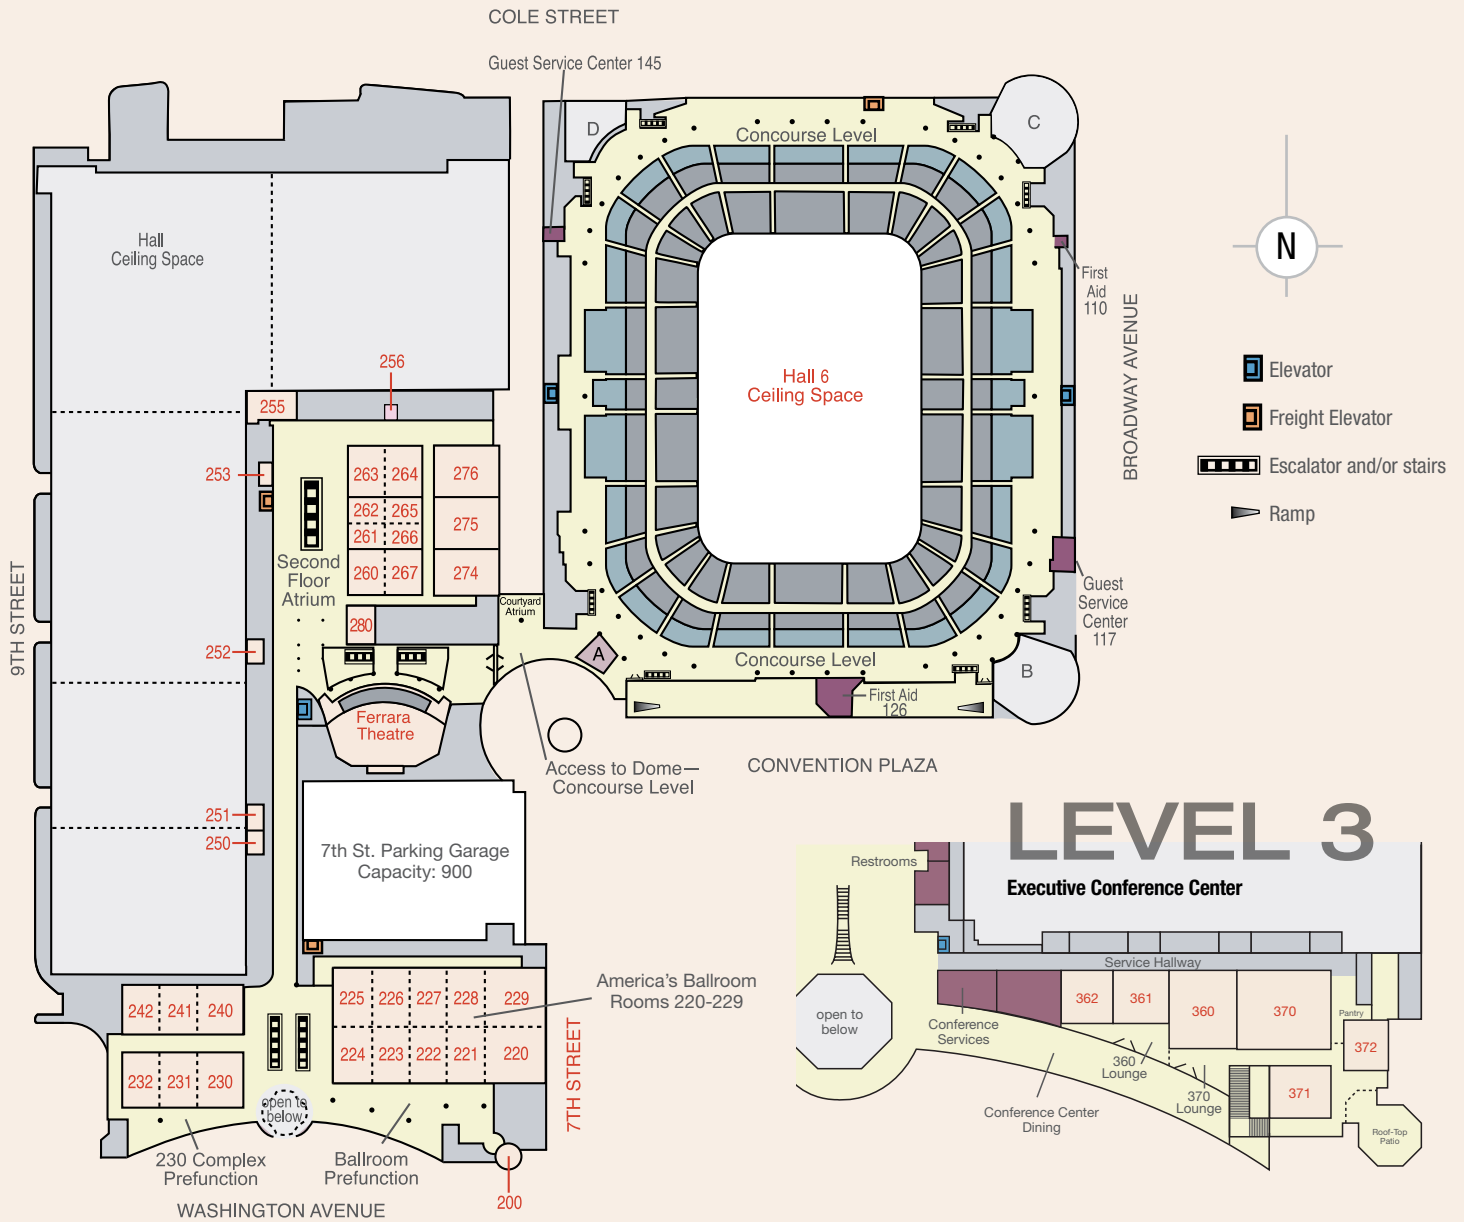 COLE STREET
Guest Service Center 145
D
Concourse Level
C
Hall
Ceiling Space
N
First
Aid
110
BROADWAY AVENUE
256
255
Hall 6
Ceiling Space
Elevator
Freight Elevator
Escalator and/or stairs
Ramp
253
263
264
276
262
265
275
261
266
260
267
274
Second
Floor
Atrium
9TH STREET
Courtyard
Atrium
280
252
A
Concourse Level
Guest
Service
Center
117
B
First Aid
126
Ferrara
Theatre
Access to Dome—
Concourse Level
CONVENTION PLAZA
251
250
7th St. Parking Garage
Capacity: 900
LEVEL 3
Executive Conference Center
Restrooms
Service Hallway
open to
below
Conference
Services
362
361
360
370
Pantry
372
360
Lounge
370
Lounge
371
Conference Center
Dining
Roof-Top
Patio
America's Ballroom
Rooms 220-229
225
226
227
228
229
224
223
222
221
220
242
241
240
232
231
230
open to
below
7TH STREET
230 Complex
Prefunction
Ballroom
Prefunction
200
WASHINGTON AVENUE